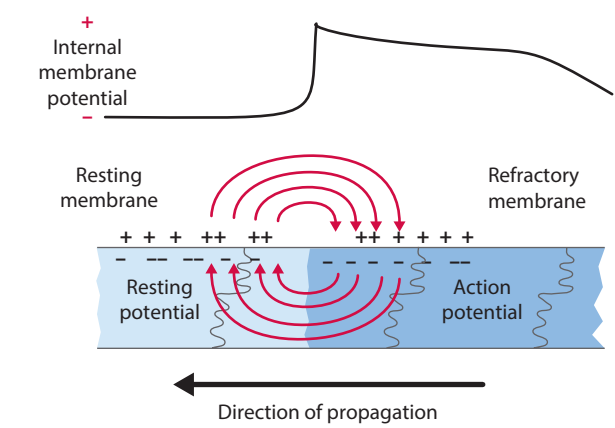 +
Internal
membrane
potential
–
Resting
membrane
Refractory
membrane
+ + + ++ ++ ++ + + + +
– –– –– – – – – – – – ––
Resting
potential
Action
potential
Direction of propagation